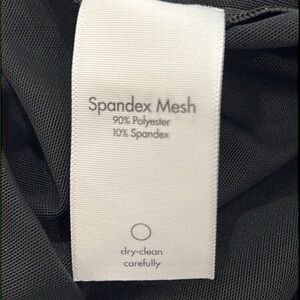 Spandex Mesh
90% Polyester
10% Spandex
dry-clean
carefully